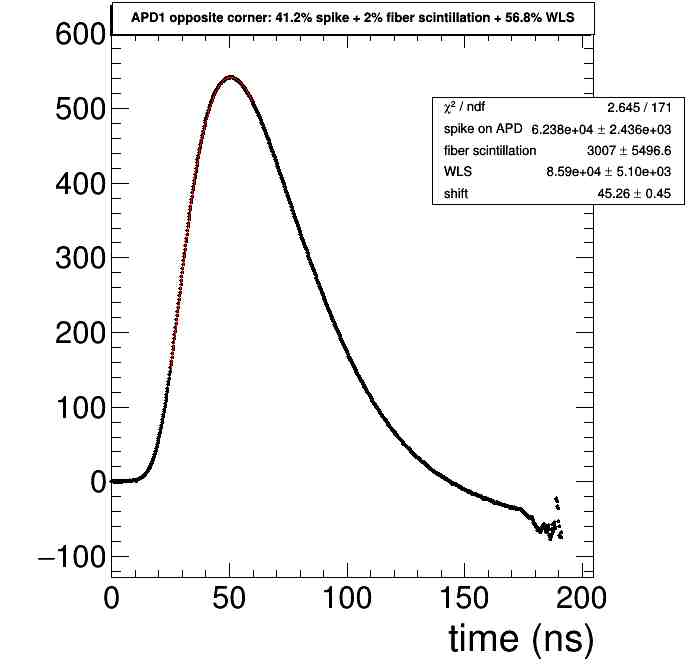 APD1 opposite corner: 41.2% spike + 2% fiber scintillation + 56.8% WLS
χ² / ndf 2.645 / 171
spike on APD 6.238e+04 ± 2.436e+03
fiber scintillation 3007 ± 5496.6
WLS 8.59e+04 ± 5.10e+03
shift 45.26 ± 0.45
600
500
400
300
200
100
0
−100
0 50 100 150 200
time (ns)